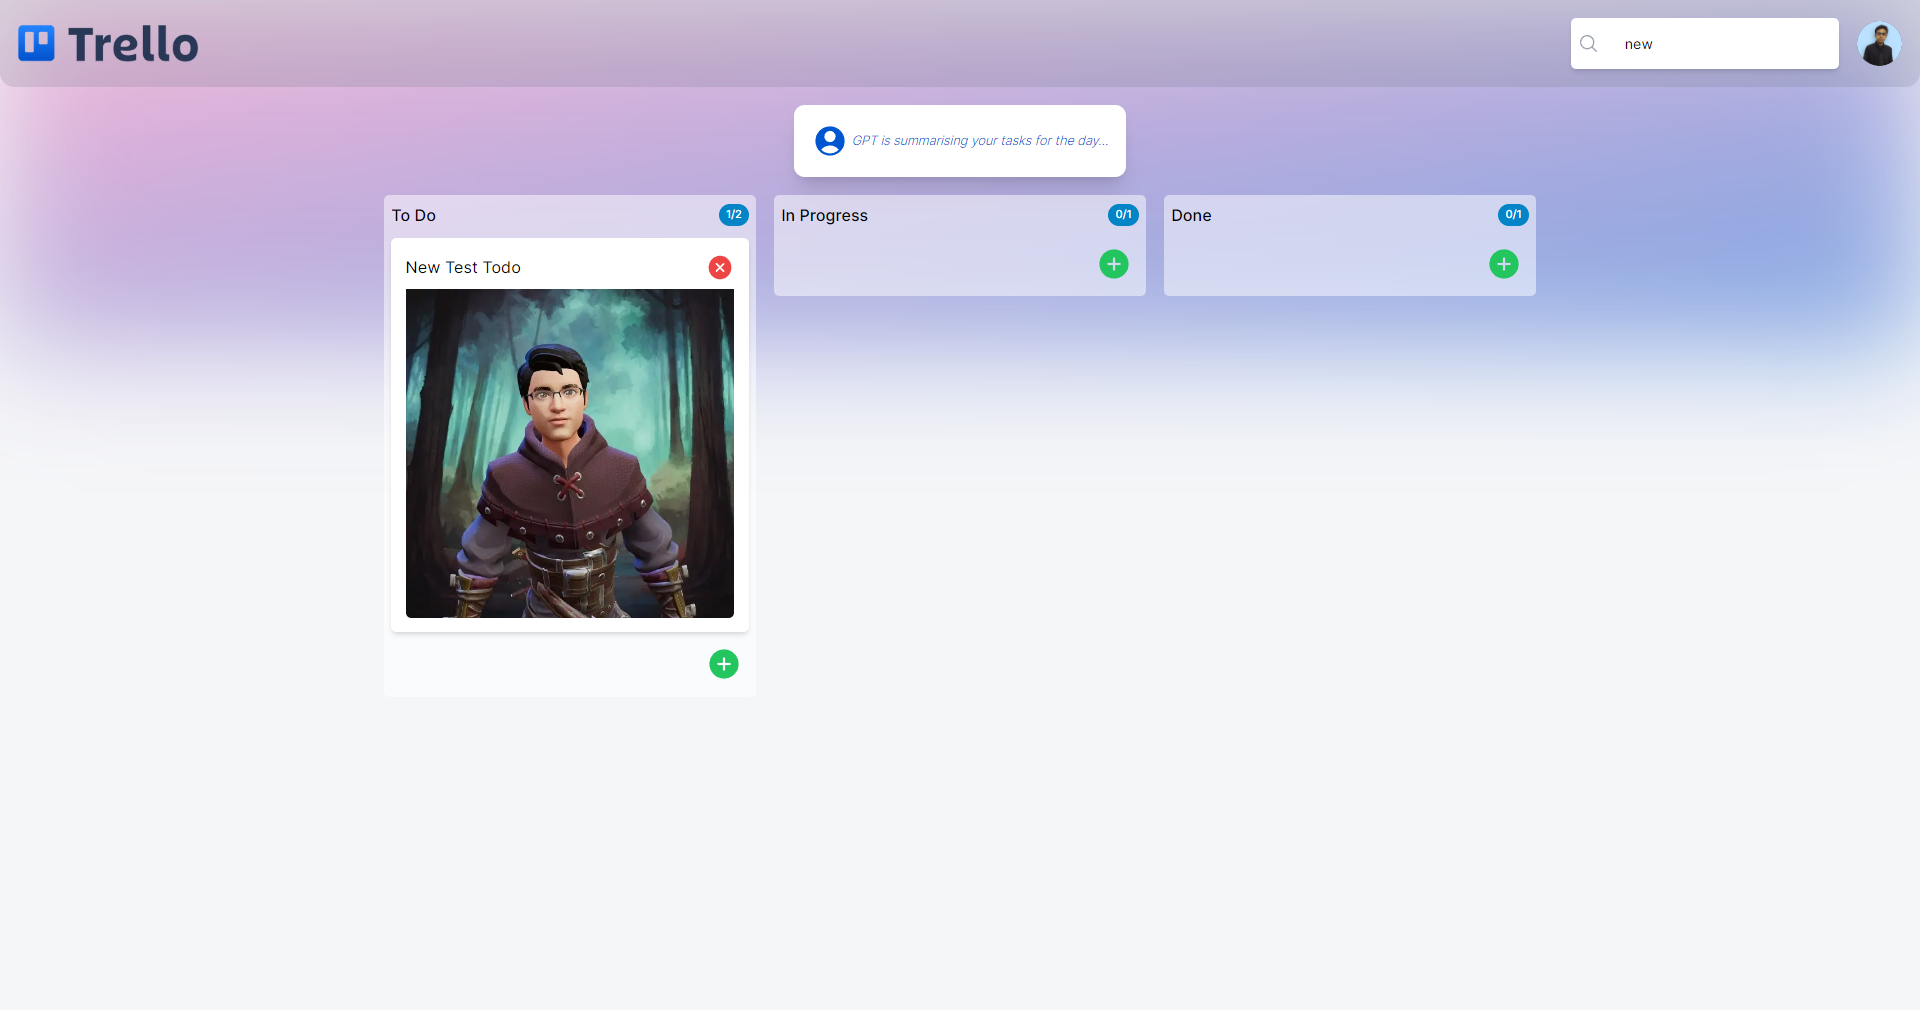 Trello
new
GPT is summarising your tasks for the day...
To Do
1/2
In Progress
0/1
Done
0/1
New Test Todo